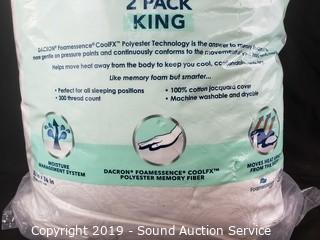 2 PACK
KING
DACRON® Foamessence® CoolFX™ Polyester Technology is the answer to
more gentle on pressure points and continuously conforms to the
Helps move heat away from the body to keep you cool,
Like memory foam but smarter...
• Perfect for all sleeping positions
• 300 thread count
• 100% cotton jacquard cover
• Machine washable and dryable
MOISTURE
MANAGEMENT SYSTEM
DACRON® FOAMESSENCE® COOLFX™
POLYESTER MEMORY FIBER
MOVES HEAT
FROM THE
Copyright 2019 - Sound Auction Service